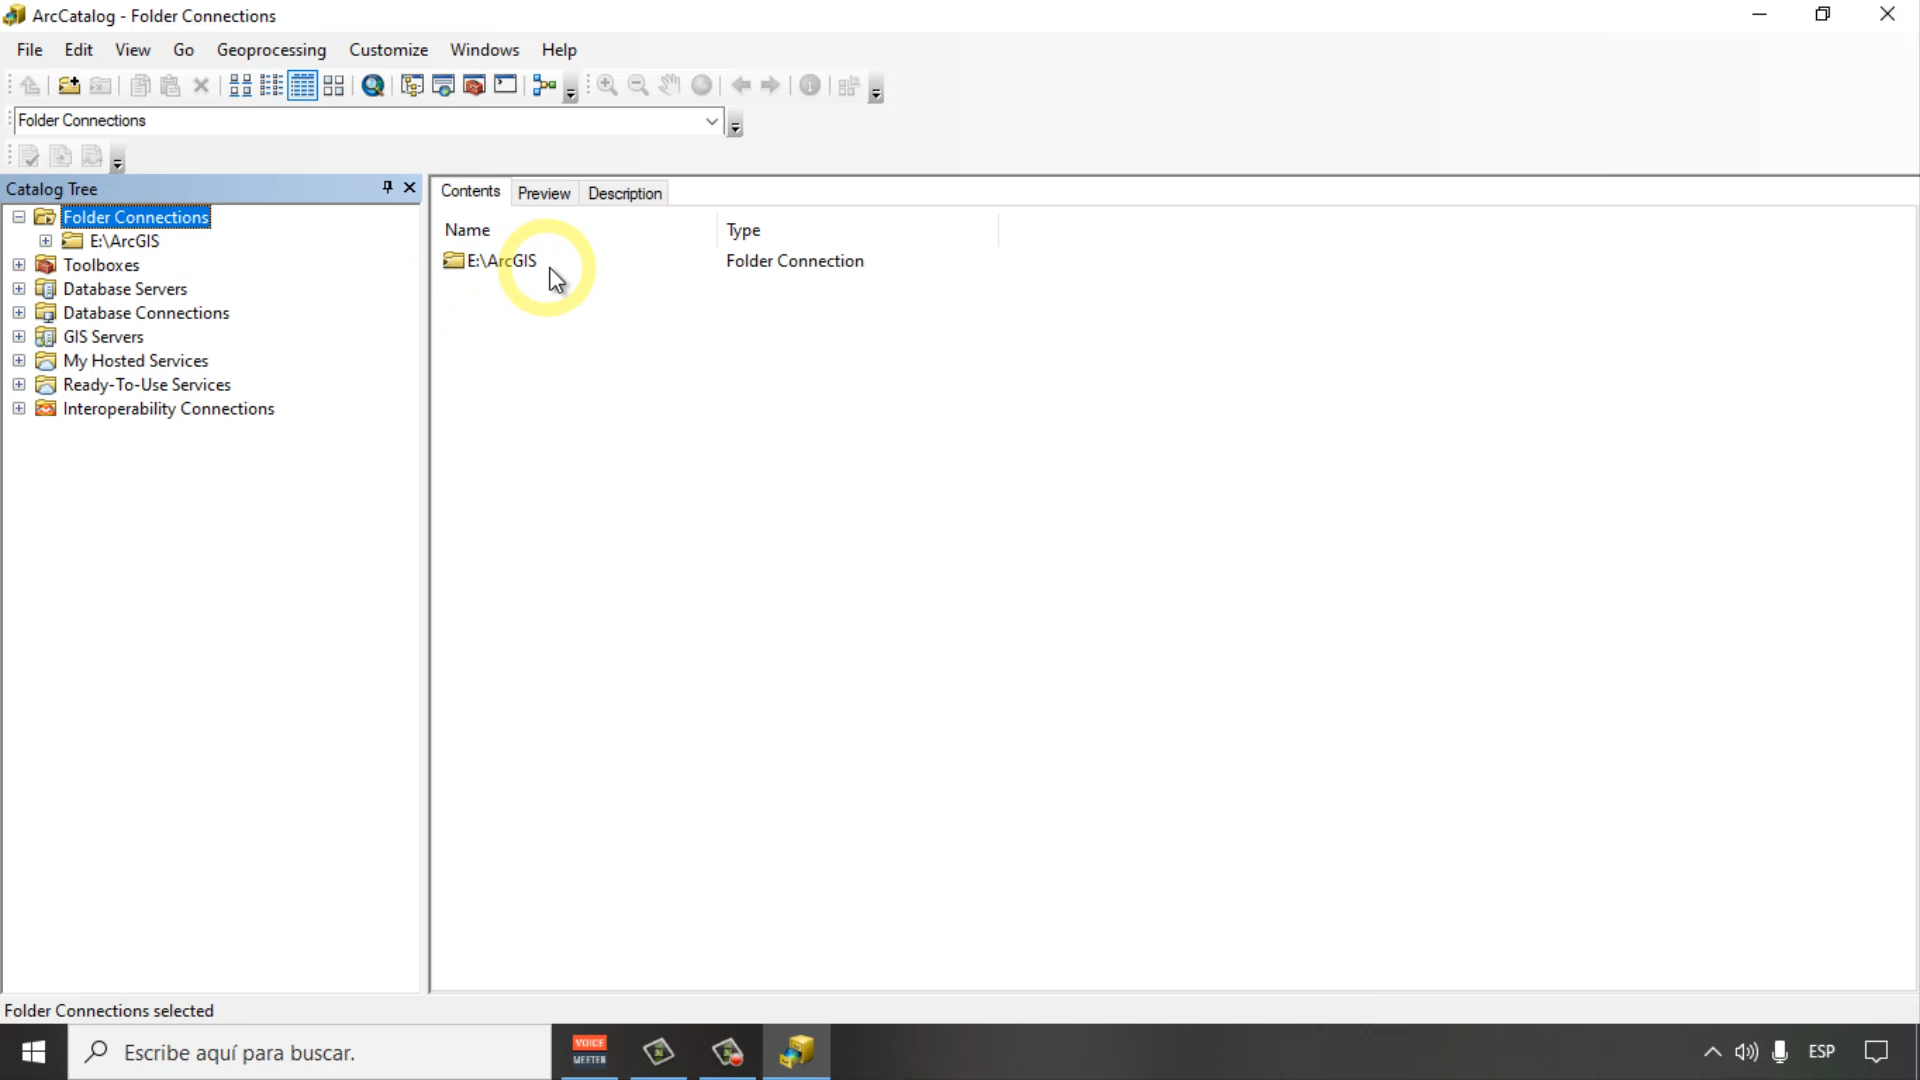 ArcCatalog - Folder Connections
File Edit View Go Geoprocessing Customize Windows Help
Folder Connections
Catalog Tree
Folder Connections
E:\ArcGIS
Toolboxes
Database Servers
Database Connections
GIS Servers
My Hosted Services
Ready-To-Use Services
Interoperability Connections
Contents Preview Description
Name Type
E:\ArcGIS Folder Connection
Folder Connections selected
Escribe aquí para buscar.
VOICE
MEETER
ESP